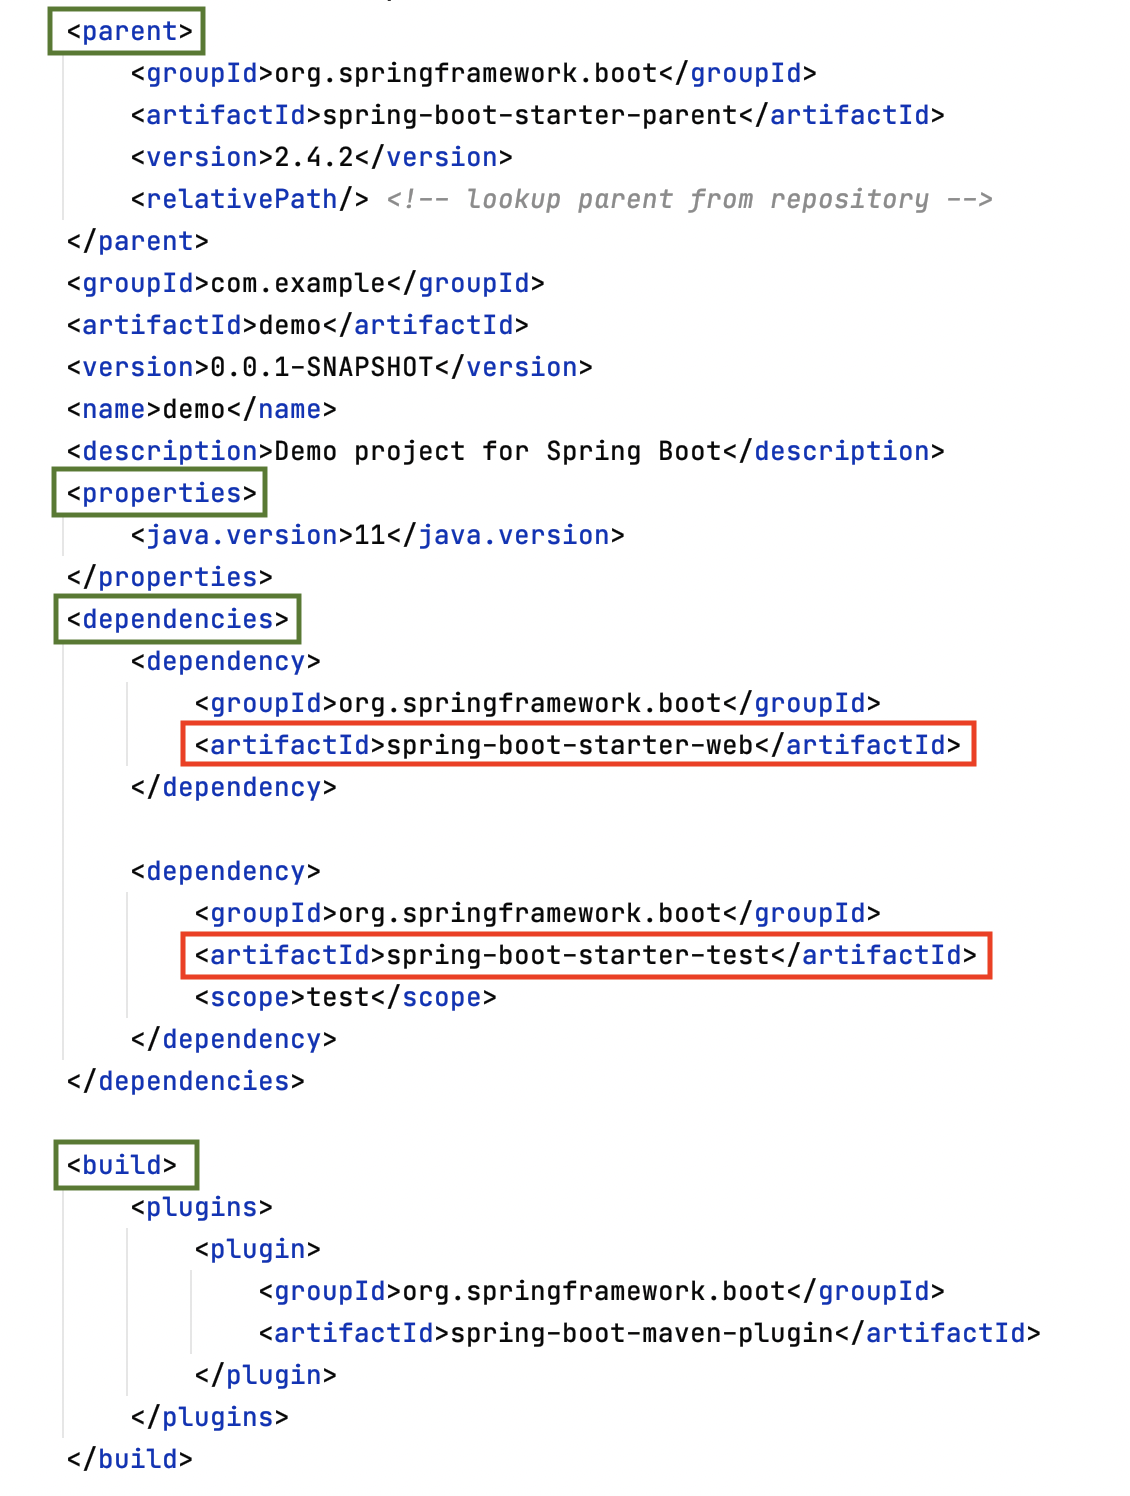 <parent>
<groupId>org.springframework.boot</groupId>
<artifactId>spring-boot-starter-parent</artifactId>
<version>2.4.2</version>
<relativePath/> <!-- lookup parent from repository -->
</parent>
<groupId>com.example</groupId>
<artifactId>demo</artifactId>
<version>0.0.1-SNAPSHOT</version>
<name>demo</name>
<description>Demo project for Spring Boot</description>
<properties>
<java.version>11</java.version>
</properties>
<dependencies>
<dependency>
<groupId>org.springframework.boot</groupId>
<artifactId>spring-boot-starter-web</artifactId>
</dependency>
<dependency>
<groupId>org.springframework.boot</groupId>
<artifactId>spring-boot-starter-test</artifactId>
<scope>test</scope>
</dependency>
</dependencies>
<build>
<plugins>
<plugin>
<groupId>org.springframework.boot</groupId>
<artifactId>spring-boot-maven-plugin</artifactId>
</plugin>
</plugins>
</build>